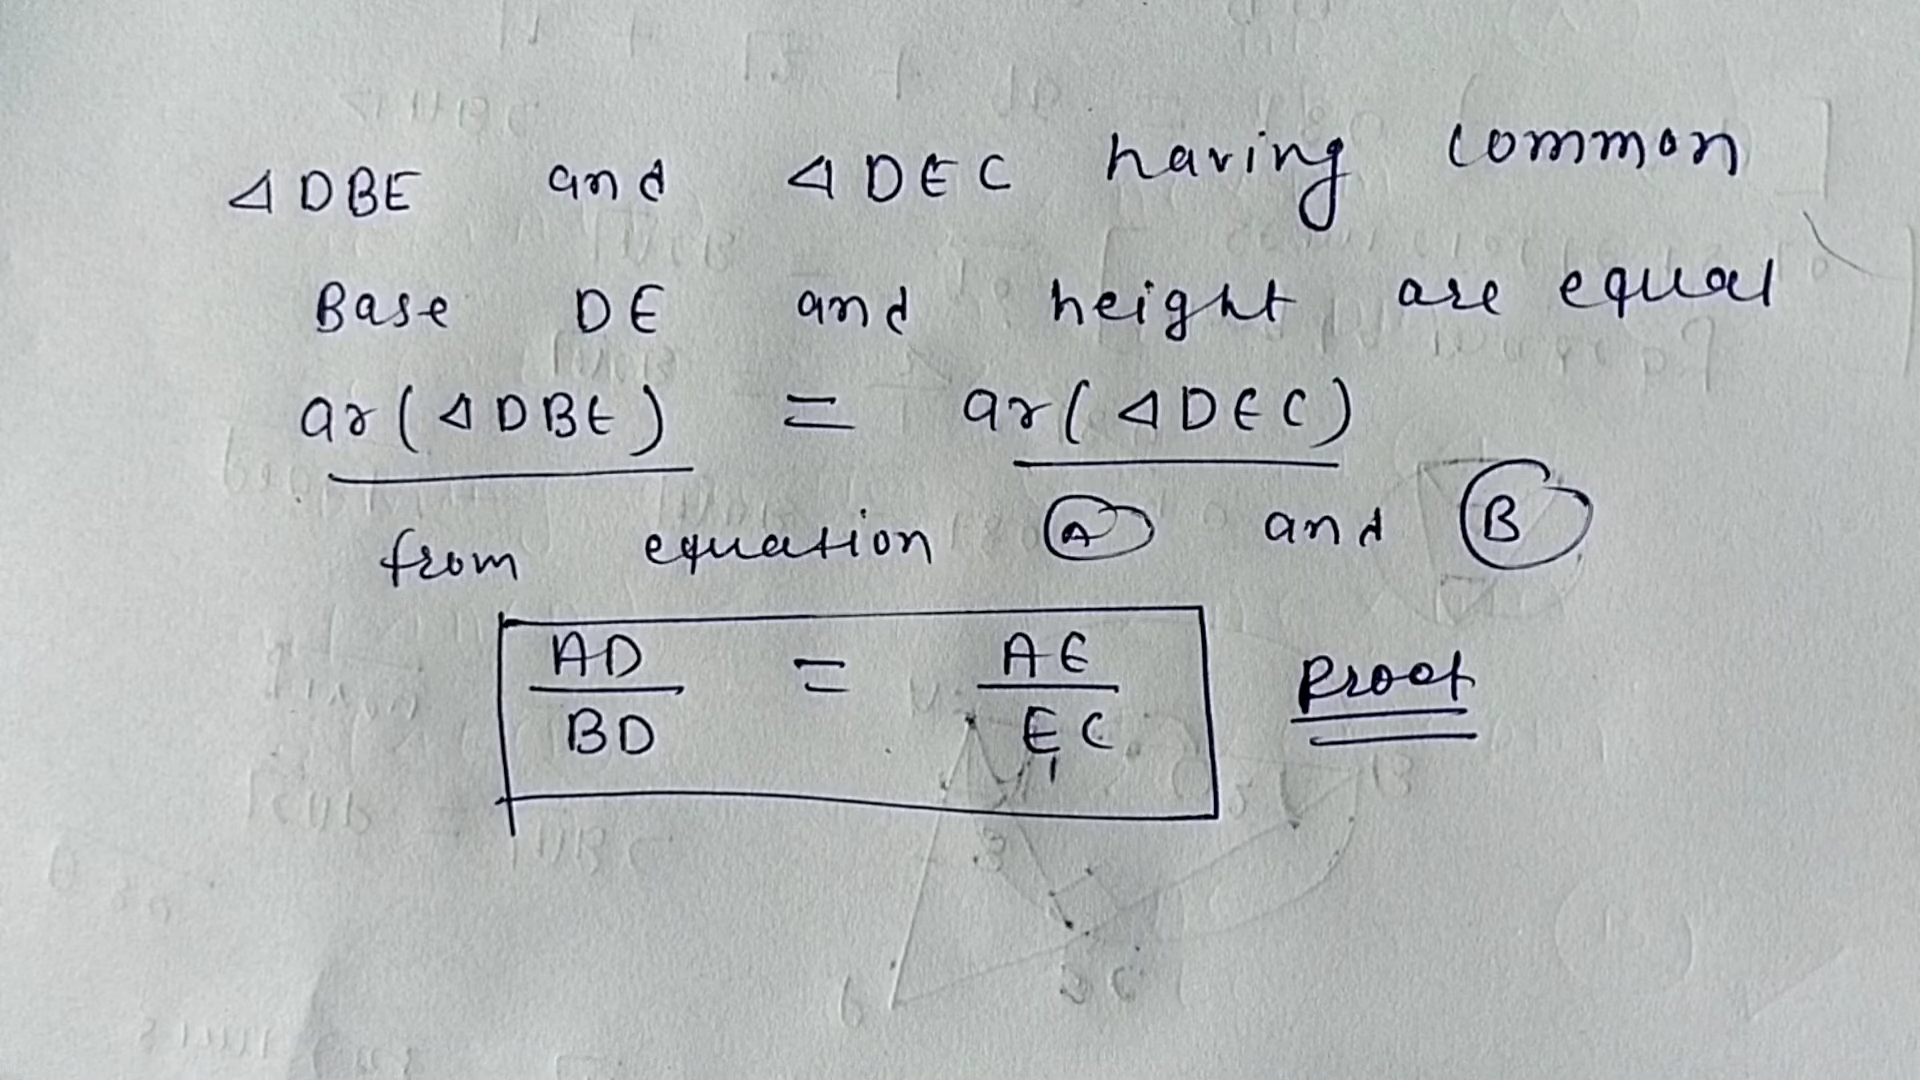 △DBE and △DEC having common
Base DE and height are equal
ar(△DBE) = ar(△DEC)
from equation Ⓐ and Ⓑ
AD/BD = AE/EC Proof